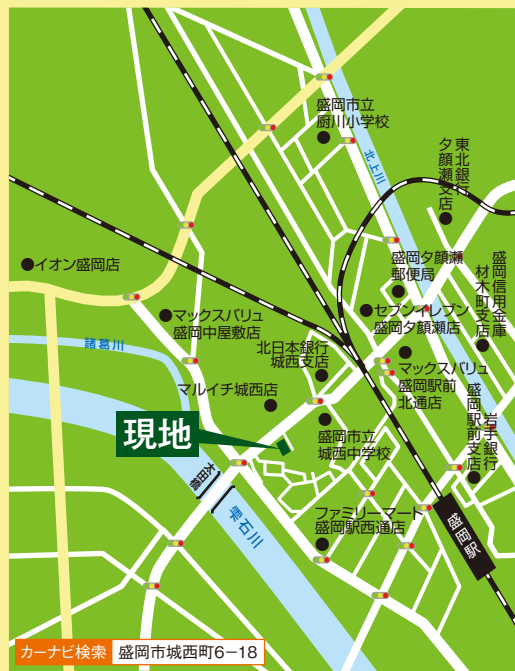 盛岡市立
厨川小学校
北上川
東北銀行
夕顔瀬支店
イオン盛岡店
盛岡夕顔瀬
郵便局
盛岡信用金庫
材木町支店
マックスバリュ
盛岡中屋敷店
セブンイレブン
盛岡夕顔瀬店
諸葛川
北日本銀行
城西支店
マックスバリュ
盛岡駅前
北通店
マルイチ城西店
岩手銀行
盛岡駅前支店
現地
盛岡市立
城西中学校
太田橋
雫石川
ファミリーマート
盛岡駅西通店
盛岡駅
カーナビ検索 盛岡市城西町6−18